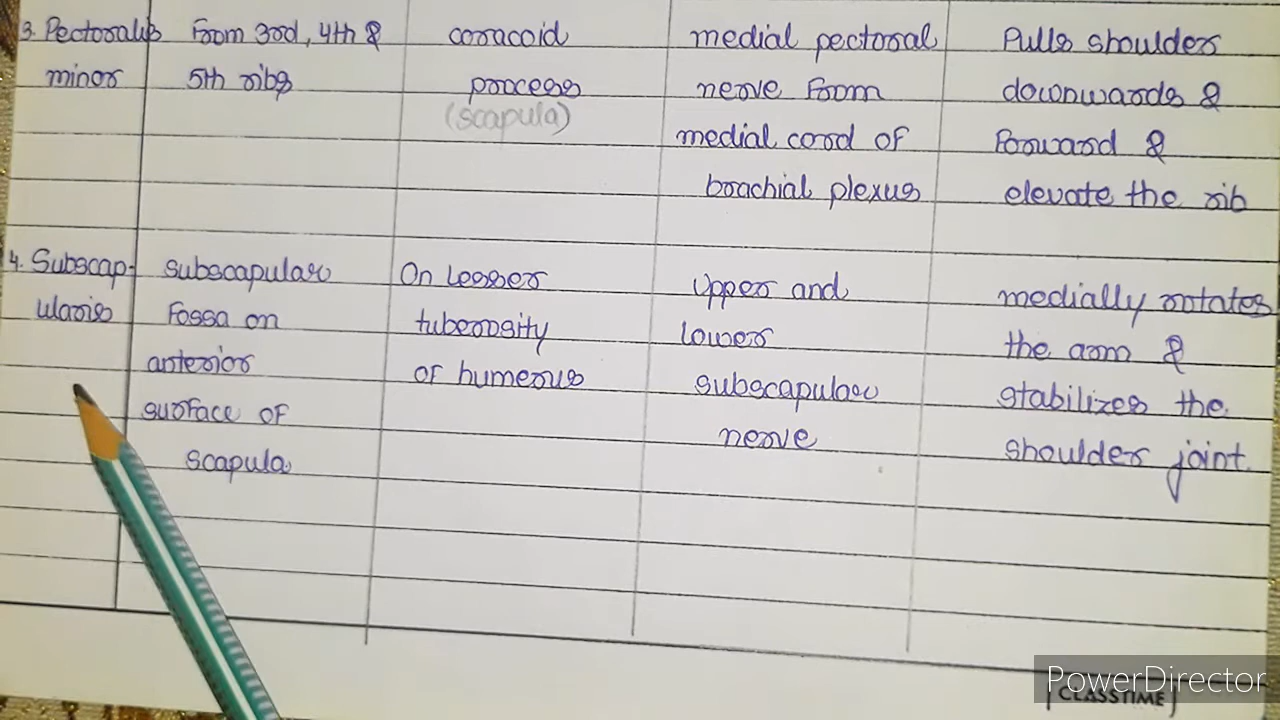 3. Pectoralis From 3rd, 4th & coracoid medial pectoral Pulls shoulder
minor 5th ribs process nerve From downwards &
(scapula) medial cord of Forward &
brachial plexus elevate the rib
4. Subscap- subscapular On Lesser Upper and medially rotates
ularis Fossa on tuberosity lower the arm &
anterior of humerus subscapular stabilizes the
surface of nerve shoulder joint.
scapula
PowerDirector
CLASSTIME